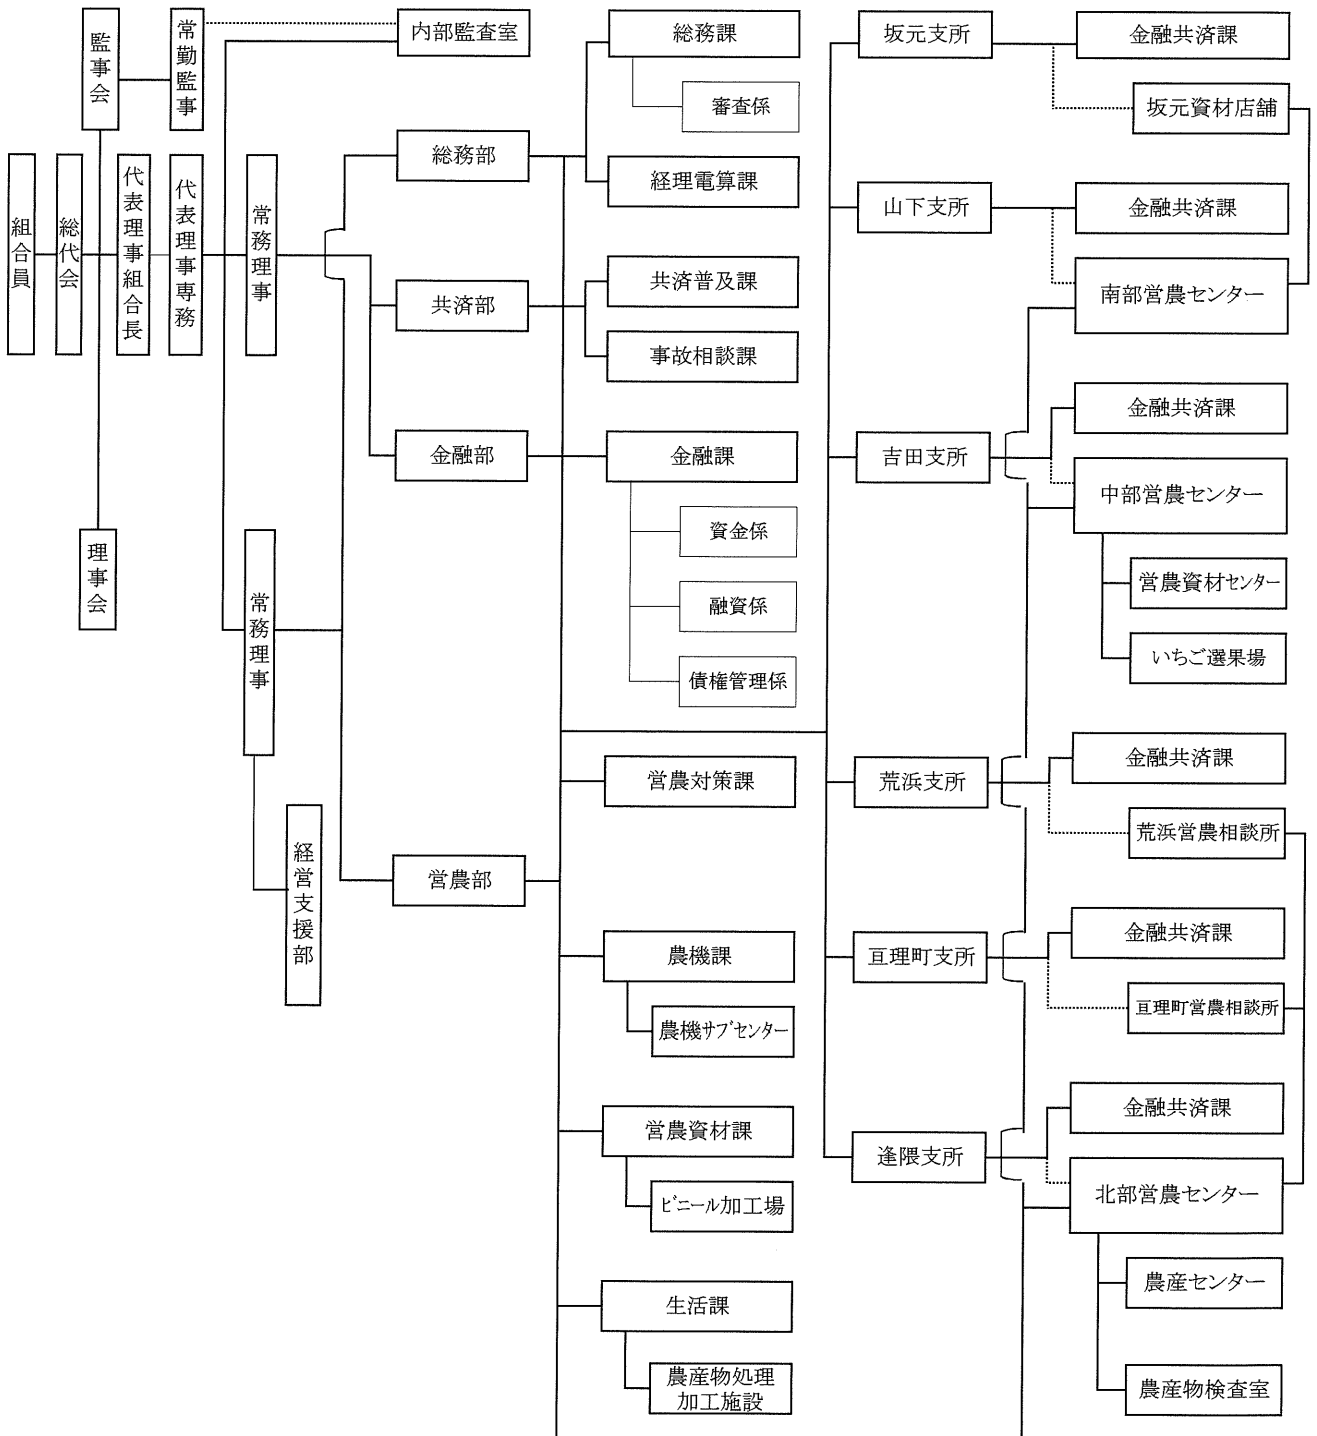 組合員
総代会
監事会
常勤監事
代表理事組合長
代表理事専務
理事会
常務理事
常務理事
経営支援部
内部監査室
総務部
共済部
金融部
営農部
総務課
審査係
経理電算課
共済普及課
事故相談課
金融課
資金係
融資係
債権管理係
営農対策課
農機課
農機サブセンター
営農資材課
ビニール加工場
生活課
農産物処理
加工施設
坂元支所
金融共済課
坂元資材店舗
山下支所
金融共済課
南部営農センター
吉田支所
金融共済課
中部営農センター
営農資材センター
いちご選果場
荒浜支所
金融共済課
荒浜営農相談所
亘理町支所
金融共済課
亘理町営農相談所
逢隈支所
金融共済課
北部営農センター
農産センター
農産物検査室